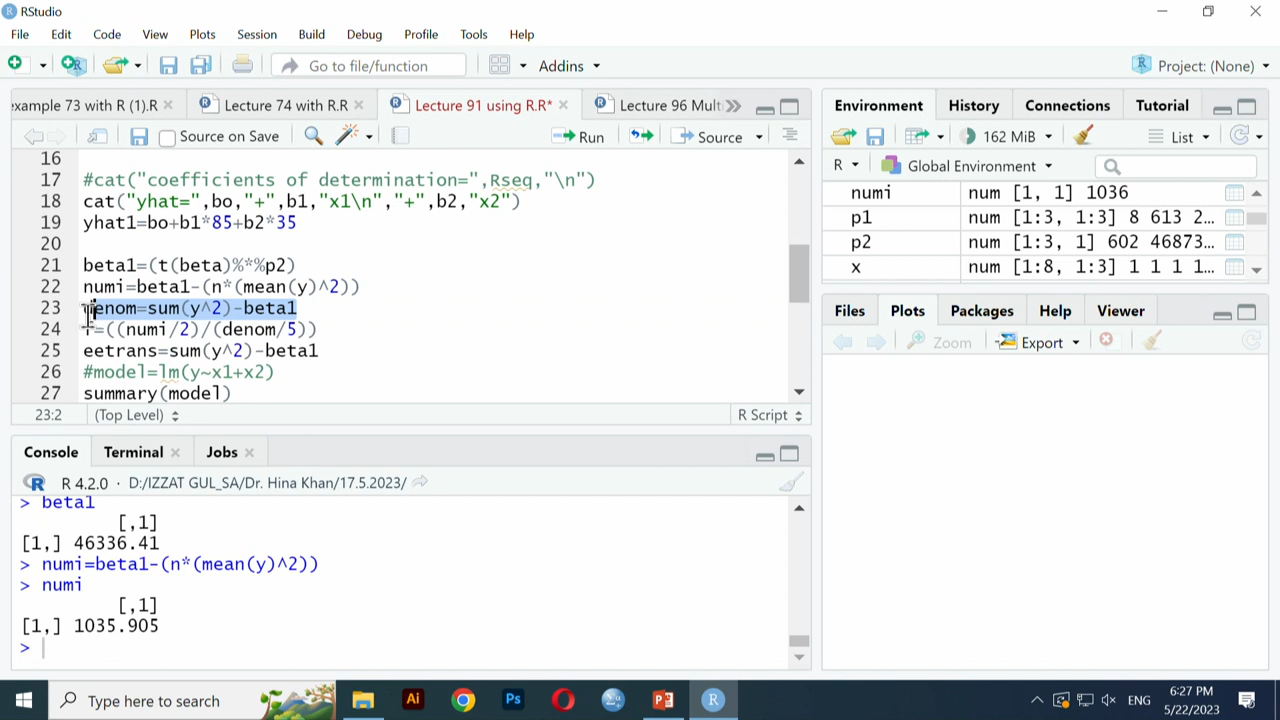 RStudio
File Edit Code View Plots Session Build Debug Profile Tools Help
Go to file/function Addins Project: (None)
example 73 with R (1).R Lecture 74 with R.R Lecture 91 using R.R* Lecture 96 Mult
Source on Save Run Source
16
17 #cat("coefficients of determination=",Rseq,"\n")
18 cat("yhat=",bo,"+",b1,"x1\n","+",b2,"x2")
19 yhat1=bo+b1*85+b2*35
20
21 beta1=(t(beta)%*%p2)
22 numi=beta1-(n*(mean(y)^2))
23 denom=sum(y^2)-beta1
24 f=((numi/2)/(denom/5))
25 eetrans=sum(y^2)-beta1
26 #model=lm(y~x1+x2)
27 summary(model)
23:2 (Top Level) R Script
Console Terminal Jobs
R 4.2.0 · D:/IZZAT GUL_SA/Dr. Hina Khan/17.5.2023/
> beta1
[,1]
[1,] 46336.41
> numi=beta1-(n*(mean(y)^2))
> numi
[,1]
[1,] 1035.905
>
Environment History Connections Tutorial
162 MiB List
R Global Environment
numi num [1, 1] 1036
p1 num [1:3, 1:3] 8 613 2...
p2 num [1:3, 1] 602 46873...
x num [1:8, 1:3] 1 1 1 1...
Files Plots Packages Help Viewer
Zoom Export
Type here to search
Ai Ps R
ENG
6:27 PM
5/22/2023